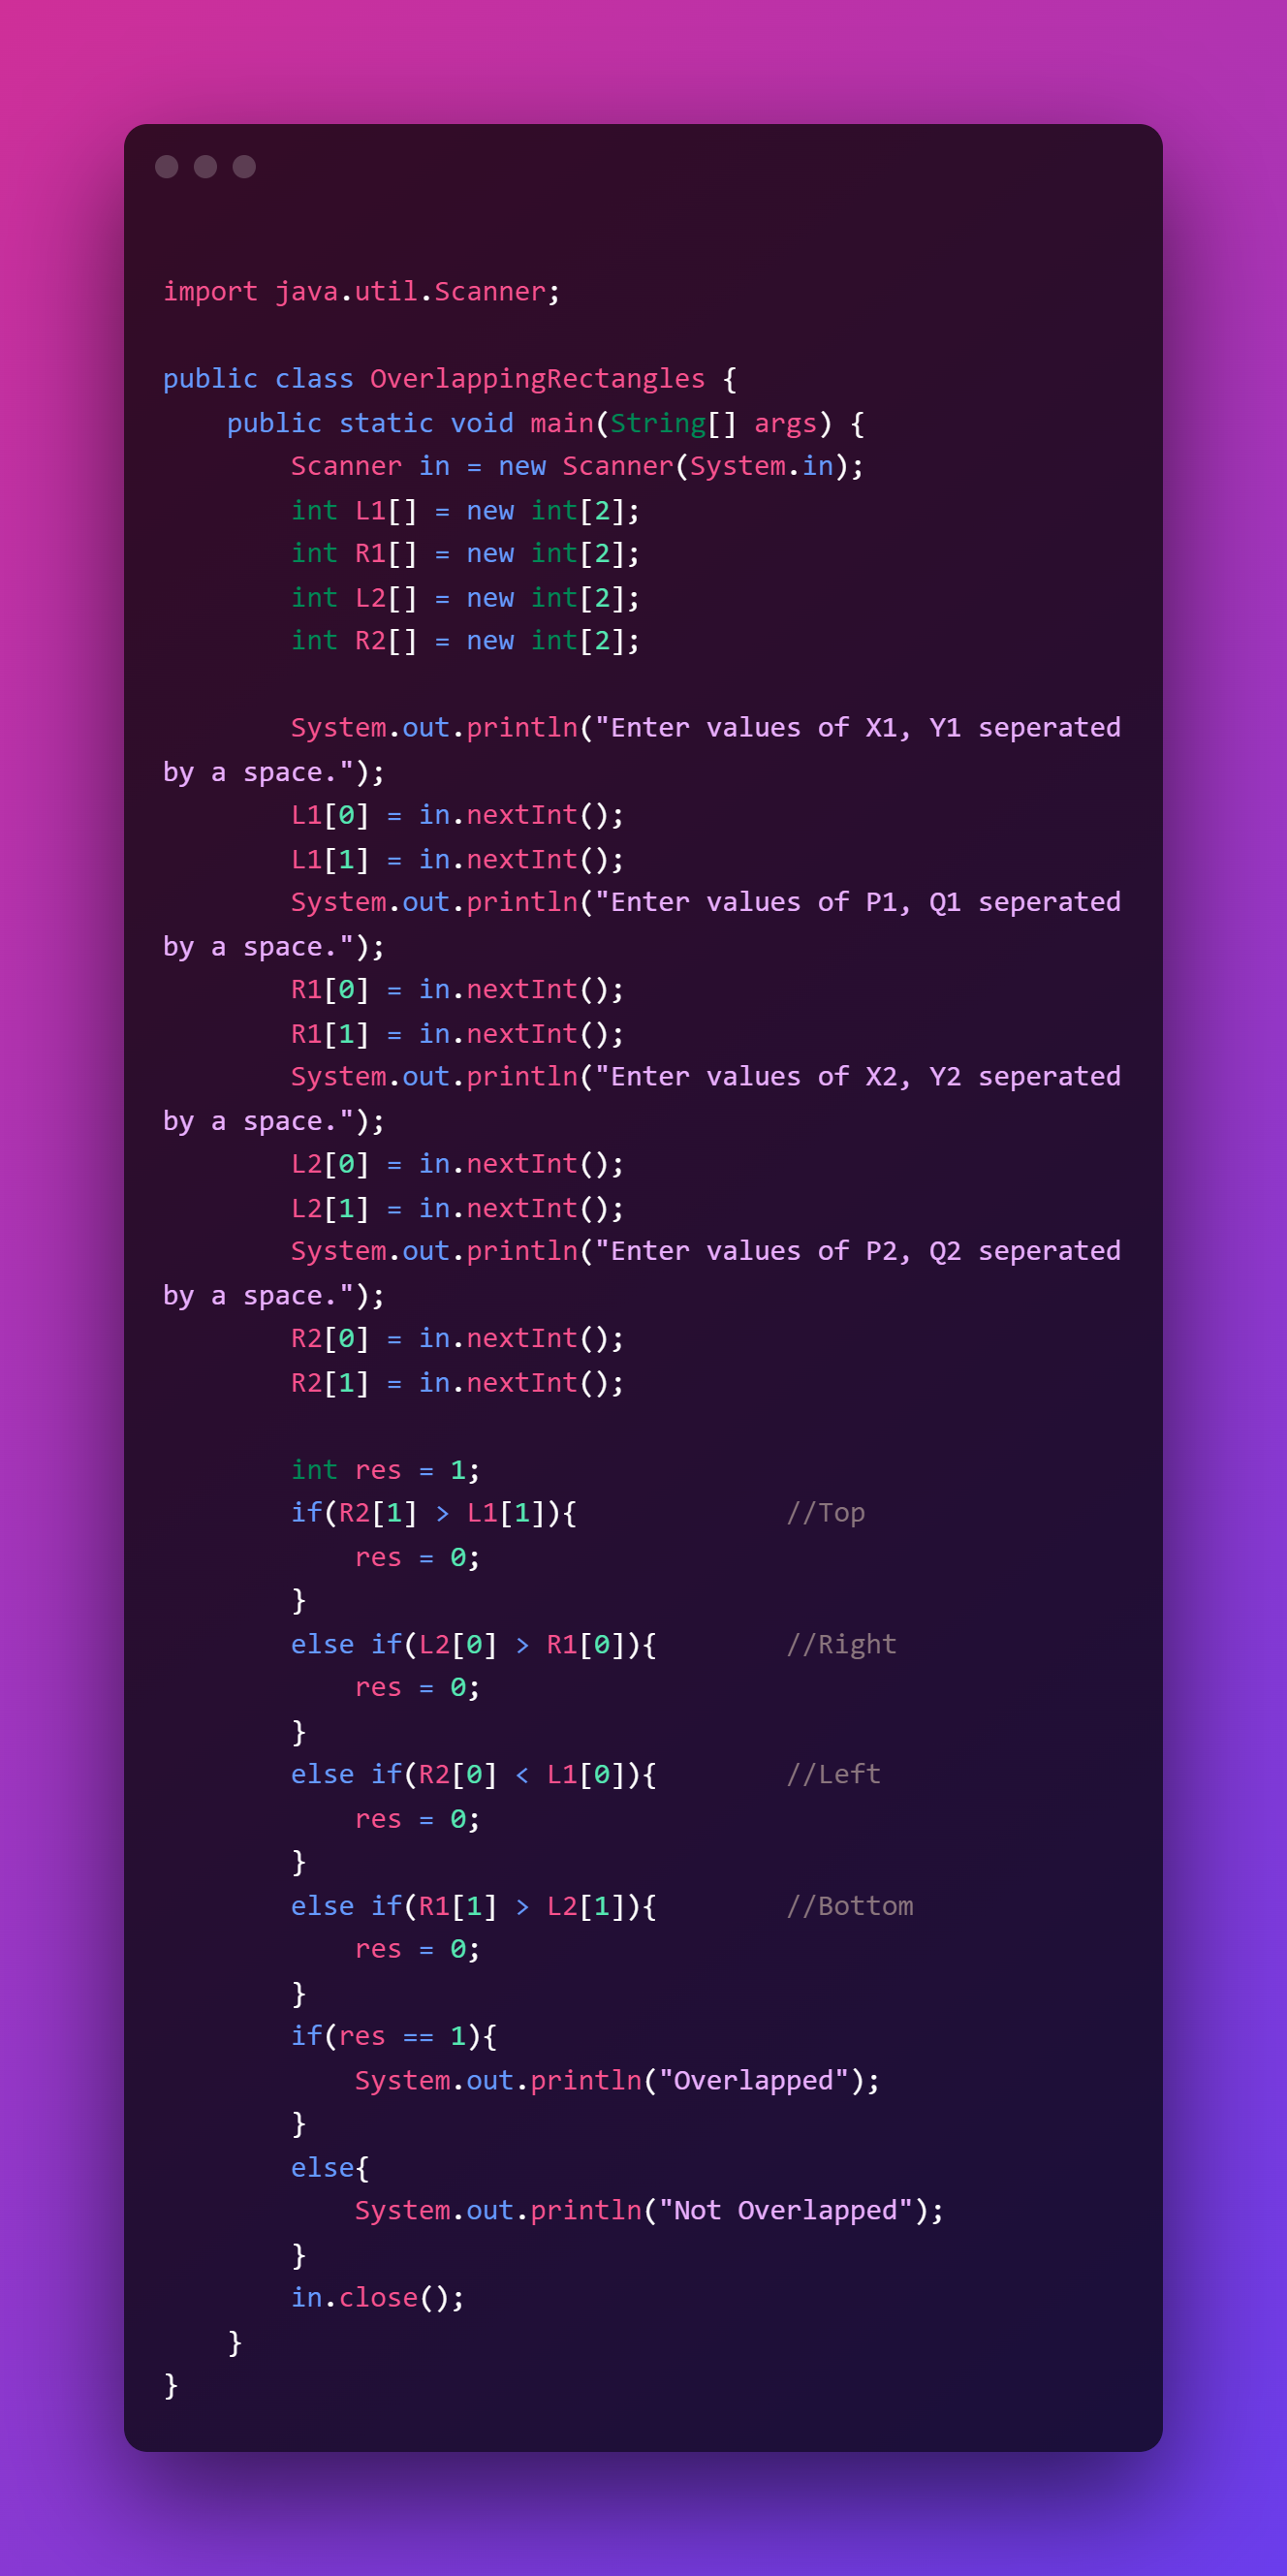 import java.util.Scanner;

public class OverlappingRectangles {
    public static void main(String[] args) {
        Scanner in = new Scanner(System.in);
        int L1[] = new int[2];
        int R1[] = new int[2];
        int L2[] = new int[2];
        int R2[] = new int[2];

        System.out.println("Enter values of X1, Y1 seperated
by a space.");
        L1[0] = in.nextInt();
        L1[1] = in.nextInt();
        System.out.println("Enter values of P1, Q1 seperated
by a space.");
        R1[0] = in.nextInt();
        R1[1] = in.nextInt();
        System.out.println("Enter values of X2, Y2 seperated
by a space.");
        L2[0] = in.nextInt();
        L2[1] = in.nextInt();
        System.out.println("Enter values of P2, Q2 seperated
by a space.");
        R2[0] = in.nextInt();
        R2[1] = in.nextInt();

        int res = 1;
        if(R2[1] > L1[1]){             //Top
            res = 0;
        }
        else if(L2[0] > R1[0]){        //Right
            res = 0;
        }
        else if(R2[0] < L1[0]){        //Left
            res = 0;
        }
        else if(R1[1] > L2[1]){        //Bottom
            res = 0;
        }
        if(res == 1){
            System.out.println("Overlapped");
        }
        else{
            System.out.println("Not Overlapped");
        }
        in.close();
    }
}